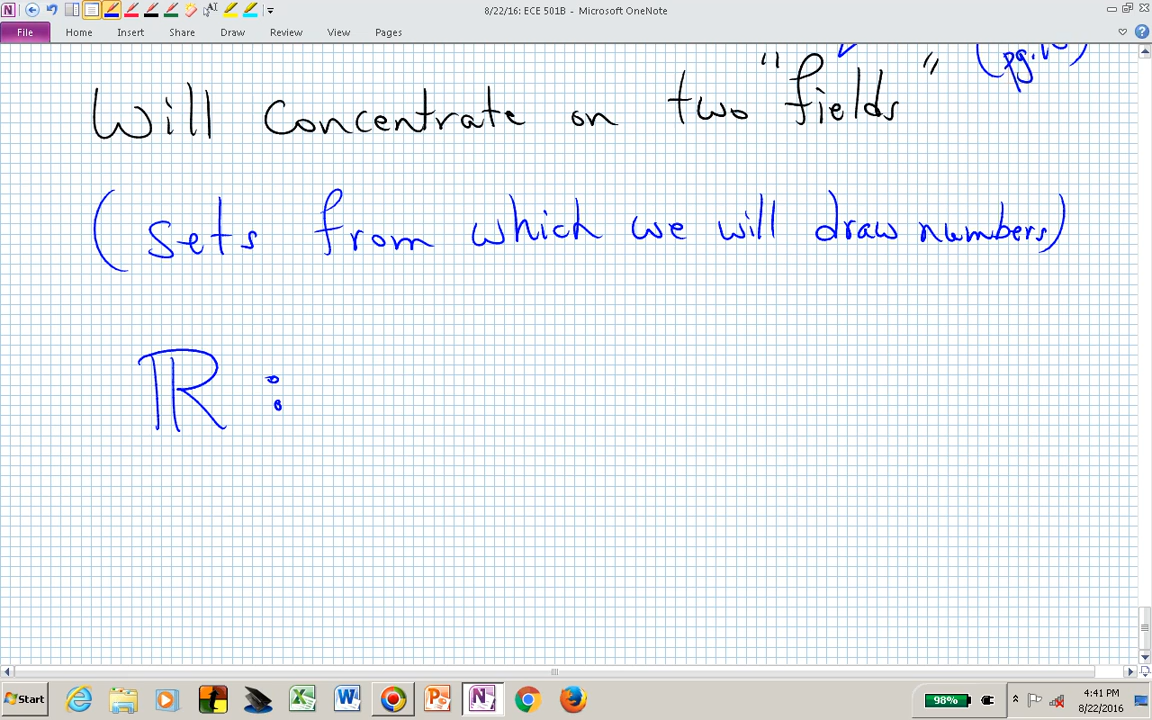 8/22/16: ECE 501B - Microsoft OneNote
File Home Insert Share Draw Review View Pages
Will concentrate on two "fields"
(sets from which we will draw numbers)
ℝ :
Start
98%
4:41 PM
8/22/2016